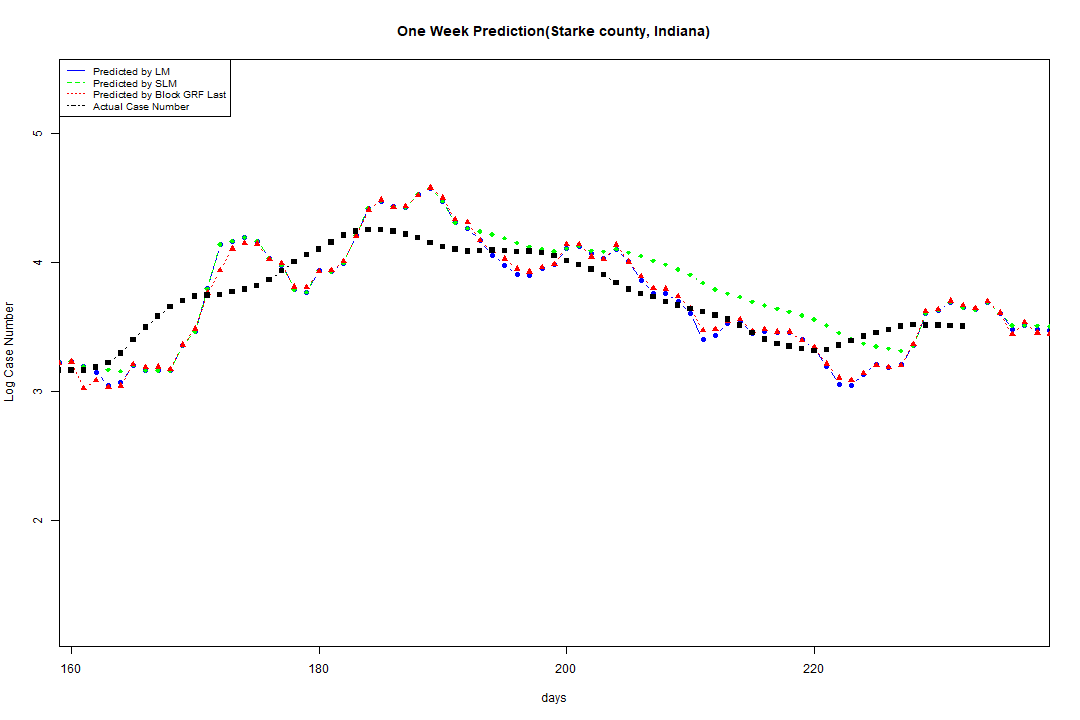 One Week Prediction(Starke county, Indiana)
Predicted by LM
Predicted by SLM
Predicted by Block GRF Last
Actual Case Number
5
4
3
2
Log Case Number
160 180 200 220
days